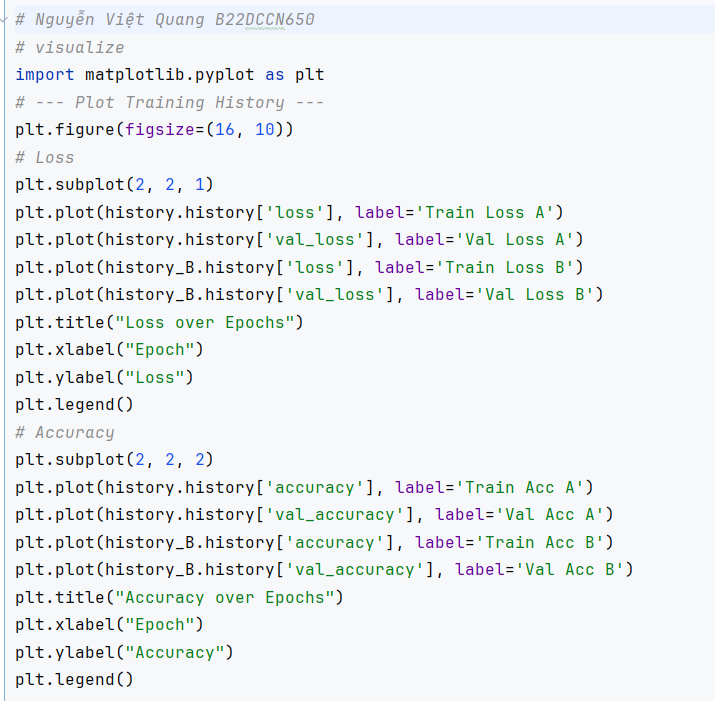 # Nguyễn Việt Quang B22DCCN650
# visualize
import matplotlib.pyplot as plt
# --- Plot Training History ---
plt.figure(figsize=(16, 10))
# Loss
plt.subplot(2, 2, 1)
plt.plot(history.history['loss'], label='Train Loss A')
plt.plot(history.history['val_loss'], label='Val Loss A')
plt.plot(history_B.history['loss'], label='Train Loss B')
plt.plot(history_B.history['val_loss'], label='Val Loss B')
plt.title("Loss over Epochs")
plt.xlabel("Epoch")
plt.ylabel("Loss")
plt.legend()
# Accuracy
plt.subplot(2, 2, 2)
plt.plot(history.history['accuracy'], label='Train Acc A')
plt.plot(history.history['val_accuracy'], label='Val Acc A')
plt.plot(history_B.history['accuracy'], label='Train Acc B')
plt.plot(history_B.history['val_accuracy'], label='Val Acc B')
plt.title("Accuracy over Epochs")
plt.xlabel("Epoch")
plt.ylabel("Accuracy")
plt.legend()